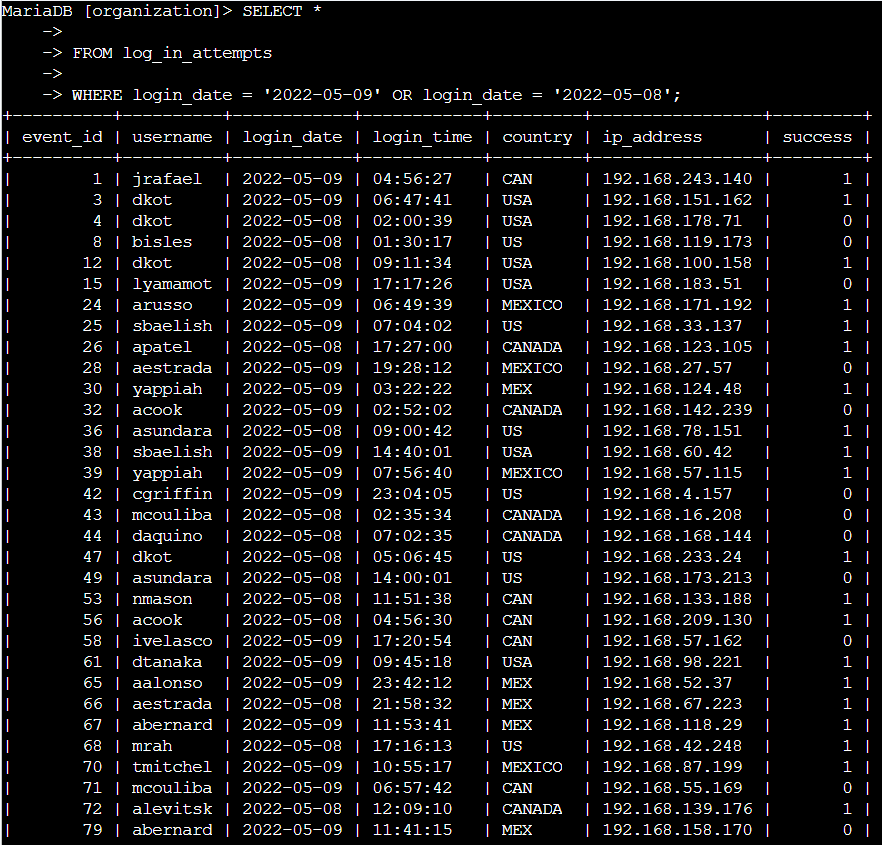 MariaDB [organization]> SELECT *
    ->
    -> FROM log_in_attempts
    ->
    -> WHERE login_date = '2022-05-09' OR login_date = '2022-05-08';
+----------+----------+------------+------------+---------+-----------------+---------+
| event_id | username | login_date | login_time | country | ip_address      | success |
+----------+----------+------------+------------+---------+-----------------+---------+
|        1 | jrafael  | 2022-05-09 | 04:56:27   | CAN     | 192.168.243.140 |       1 |
|        3 | dkot     | 2022-05-09 | 06:47:41   | USA     | 192.168.151.162 |       1 |
|        4 | dkot     | 2022-05-08 | 02:00:39   | USA     | 192.168.178.71  |       0 |
|        8 | bisles   | 2022-05-08 | 01:30:17   | US      | 192.168.119.173 |       0 |
|       12 | dkot     | 2022-05-08 | 09:11:34   | USA     | 192.168.100.158 |       1 |
|       15 | lyamamot | 2022-05-09 | 17:17:26   | USA     | 192.168.183.51  |       0 |
|       24 | arusso   | 2022-05-09 | 06:49:39   | MEXICO  | 192.168.171.192 |       1 |
|       25 | sbaelish | 2022-05-09 | 07:04:02   | US      | 192.168.33.137  |       1 |
|       26 | apatel   | 2022-05-08 | 17:27:00   | CANADA  | 192.168.123.105 |       1 |
|       28 | aestrada | 2022-05-09 | 19:28:12   | MEXICO  | 192.168.27.57   |       0 |
|       30 | yappiah  | 2022-05-09 | 03:22:22   | MEX     | 192.168.124.48  |       1 |
|       32 | acook    | 2022-05-09 | 02:52:02   | CANADA  | 192.168.142.239 |       0 |
|       36 | asundara | 2022-05-08 | 09:00:42   | US      | 192.168.78.151  |       1 |
|       38 | sbaelish | 2022-05-09 | 14:40:01   | USA     | 192.168.60.42   |       1 |
|       39 | yappiah  | 2022-05-09 | 07:56:40   | MEXICO  | 192.168.57.115  |       1 |
|       42 | cgriffin | 2022-05-09 | 23:04:05   | US      | 192.168.4.157   |       0 |
|       43 | mcouliba | 2022-05-08 | 02:35:34   | CANADA  | 192.168.16.208  |       0 |
|       44 | daquino  | 2022-05-08 | 07:02:35   | CANADA  | 192.168.168.144 |       0 |
|       47 | dkot     | 2022-05-08 | 05:06:45   | US      | 192.168.233.24  |       1 |
|       49 | asundara | 2022-05-08 | 14:00:01   | US      | 192.168.173.213 |       0 |
|       53 | nmason   | 2022-05-08 | 11:51:38   | CAN     | 192.168.133.188 |       1 |
|       56 | acook    | 2022-05-08 | 04:56:30   | CAN     | 192.168.209.130 |       1 |
|       58 | ivelasco | 2022-05-09 | 17:20:54   | CAN     | 192.168.57.162  |       0 |
|       61 | dtanaka  | 2022-05-09 | 09:45:18   | USA     | 192.168.98.221  |       1 |
|       65 | aalonso  | 2022-05-09 | 23:42:12   | MEX     | 192.168.52.37   |       1 |
|       66 | aestrada | 2022-05-08 | 21:58:32   | MEX     | 192.168.67.223  |       1 |
|       67 | abernard | 2022-05-09 | 11:53:41   | MEX     | 192.168.118.29  |       1 |
|       68 | mrah     | 2022-05-08 | 17:16:13   | US      | 192.168.42.248  |       1 |
|       70 | tmitchel | 2022-05-09 | 10:55:17   | MEXICO  | 192.168.87.199  |       1 |
|       71 | mcouliba | 2022-05-09 | 06:57:42   | CAN     | 192.168.55.169  |       0 |
|       72 | alevitsk | 2022-05-08 | 12:09:10   | CANADA  | 192.168.139.176 |       1 |
|       79 | abernard | 2022-05-09 | 11:41:15   | MEX     | 192.168.158.170 |       0 |